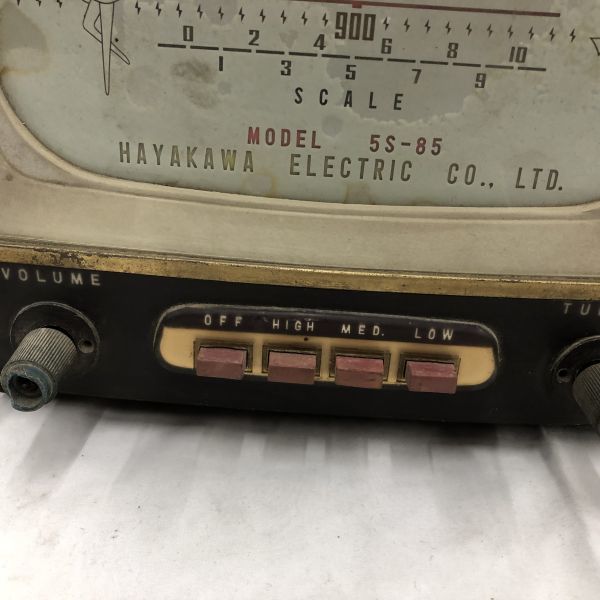 900
0 2 4 6 8 10
1 3 5 7 9
SCALE
MODEL 5S-85
HAYAKAWA ELECTRIC CO., LTD.
VOLUME
OFF HIGH MED. LOW